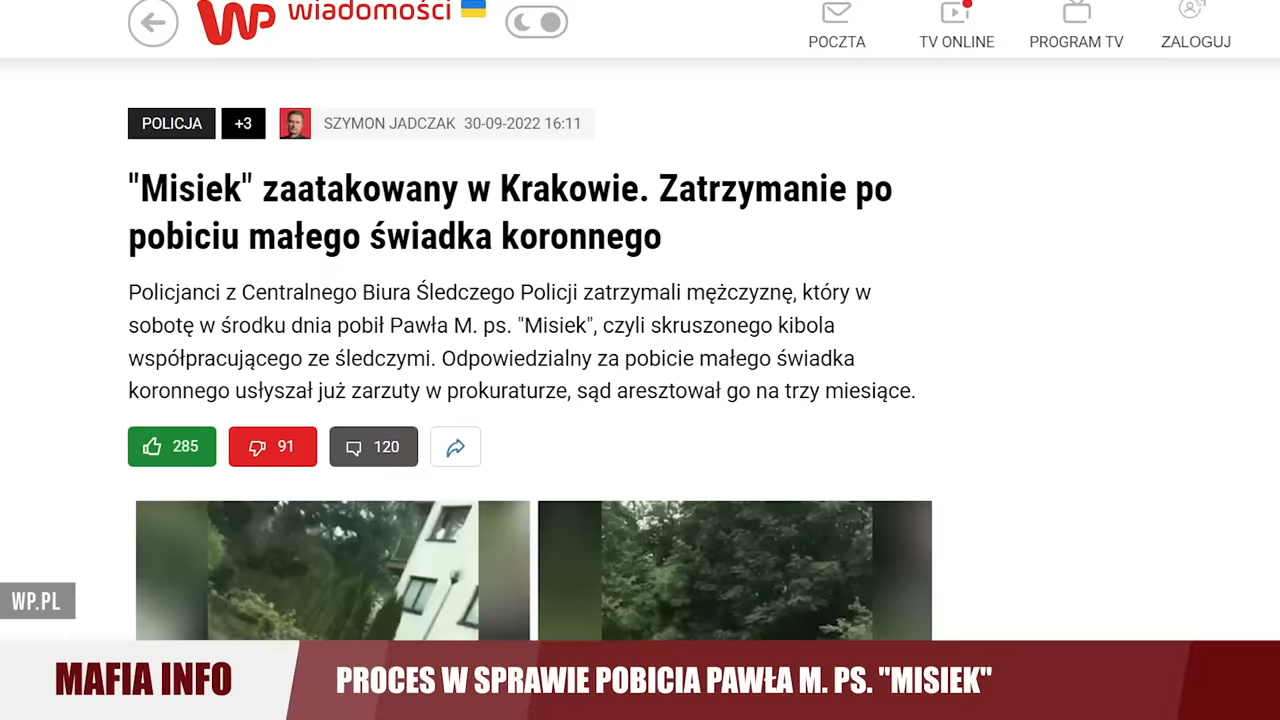 wp wiadomości
POCZTA
TV ONLINE
PROGRAM TV
ZALOGUJ
POLICJA
+3
SZYMON JADCZAK 30-09-2022 16:11
"Misiek" zaatakowany w Krakowie. Zatrzymanie po
pobiciu małego świadka koronnego
Policjanci z Centralnego Biura Śledczego Policji zatrzymali mężczyznę, który w
sobotę w środku dnia pobił Pawła M. ps. "Misiek", czyli skruszonego kibola
współpracującego ze śledczymi. Odpowiedzialny za pobicie małego świadka
koronnego usłyszał już zarzuty w prokuraturze, sąd aresztował go na trzy miesiące.
285
91
120
WP.PL
MAFIA INFO
PROCES W SPRAWIE POBICIA PAWŁA M. PS. "MISIEK"